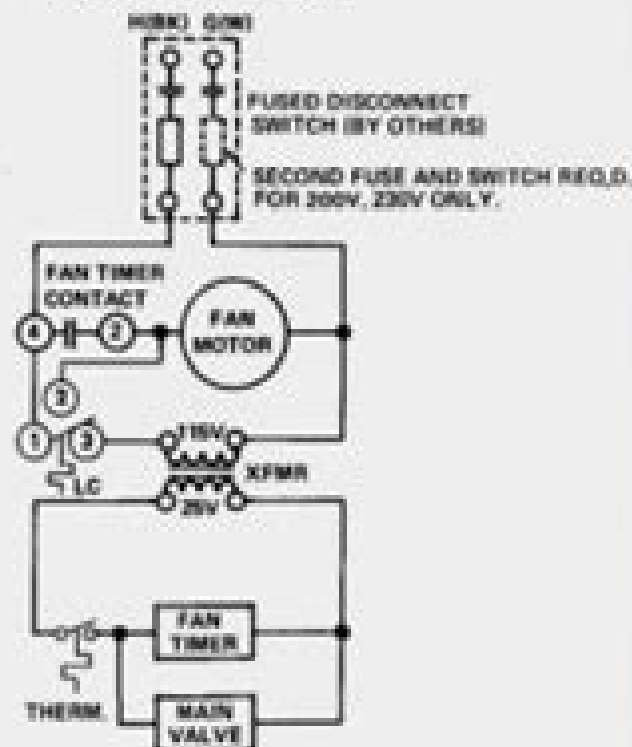 H(BK) G(W)
FUSED DISCONNECT
SWITCH (BY OTHERS)
SECOND FUSE AND SWITCH REQ,D.
FOR 200V, 230V ONLY.
FAN TIMER
CONTACT
4
2
FAN
MOTOR
2
1
3
LC
115V
XFMR
25V
FAN
TIMER
THERM.
MAIN
VALVE